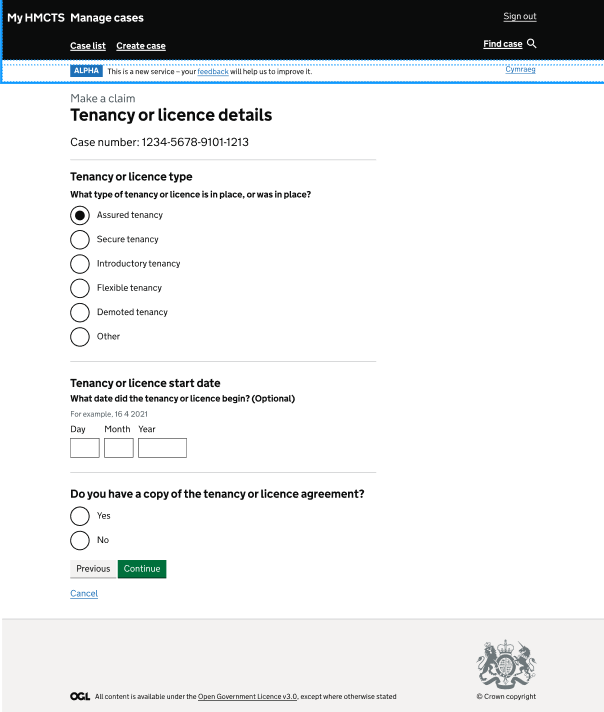 My HMCTS Manage cases
Sign out
Case list Create case
Find case
ALPHA This is a new service – your feedback will help us to improve it.
Cymraeg
Make a claim
Tenancy or licence details
Case number: 1234-5678-9101-1213
Tenancy or licence type
What type of tenancy or licence is in place, or was in place?
Assured tenancy
Secure tenancy
Introductory tenancy
Flexible tenancy
Demoted tenancy
Other
Tenancy or licence start date
What date did the tenancy or licence begin? (Optional)
For example, 16 4 2021
Day Month Year
Do you have a copy of the tenancy or licence agreement?
Yes
No
Previous Continue
Cancel
OGL All content is available under the Open Government Licence v3.0, except where otherwise stated
© Crown copyright